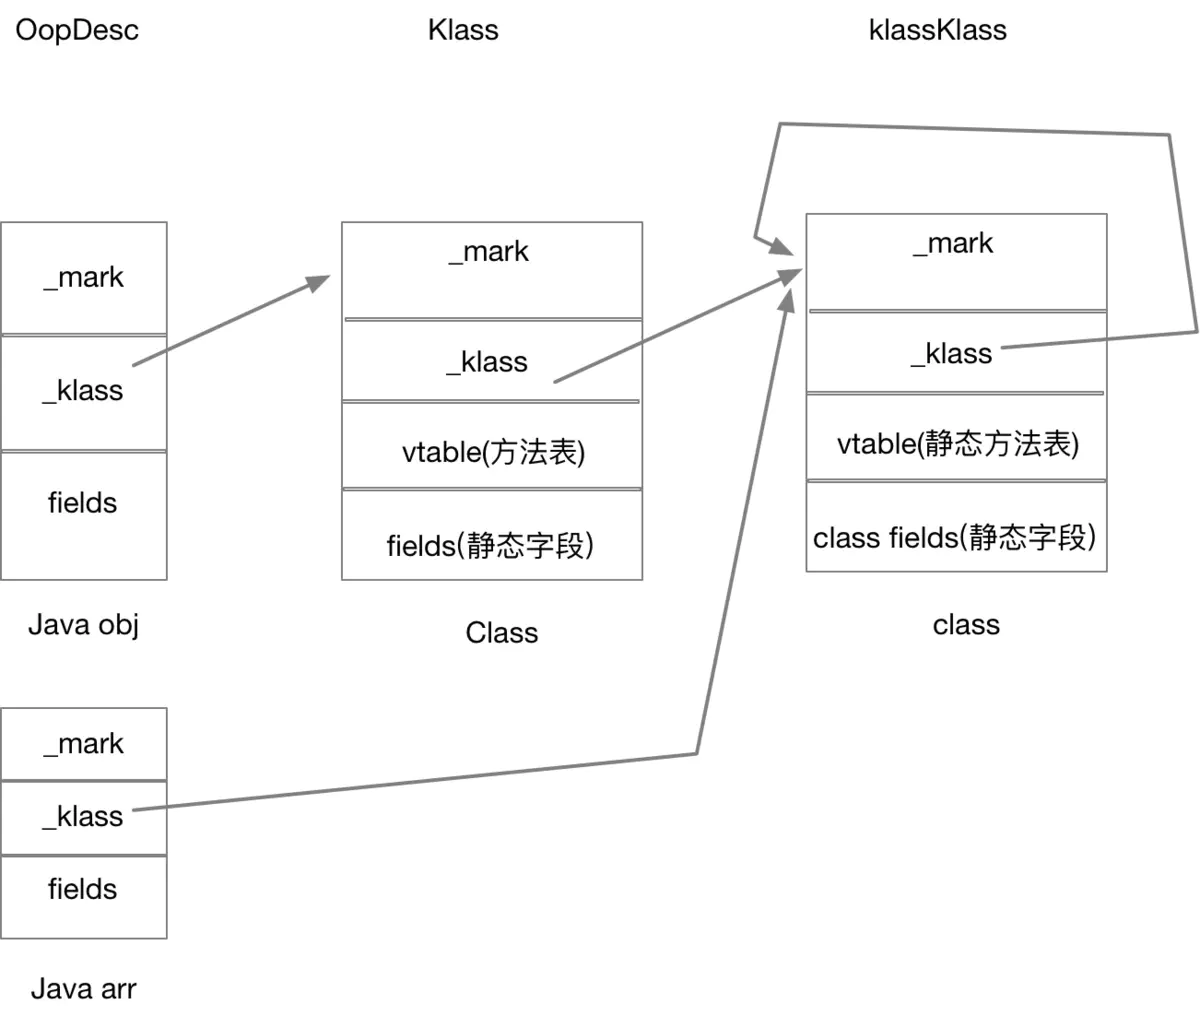 OopDesc
Klass
klassKlass
_mark
_klass
fields
Java obj
_mark
_klass
vtable(方法表)
fields(静态字段)
Class
_mark
_klass
vtable(静态方法表)
class fields(静态字段)
class
_mark
_klass
fields
Java arr